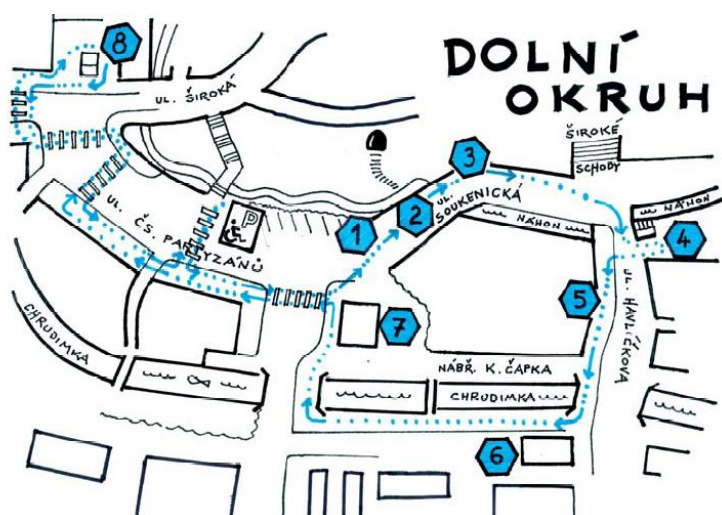 DOLNÍ
OKRUH
8
UL. ŠIROKÁ
ŠIROKÉ
SCHODY
3
2
UL.
SOUKENICKÁ
1
P
UL. ČS. PARTYZÁNŮ
NÁHON
NÁHON
4
5
UL. HAVLÍČKOVA
7
CHRUDIMKA
NÁBŘ. K. ČAPKA
CHRUDIMKA
6